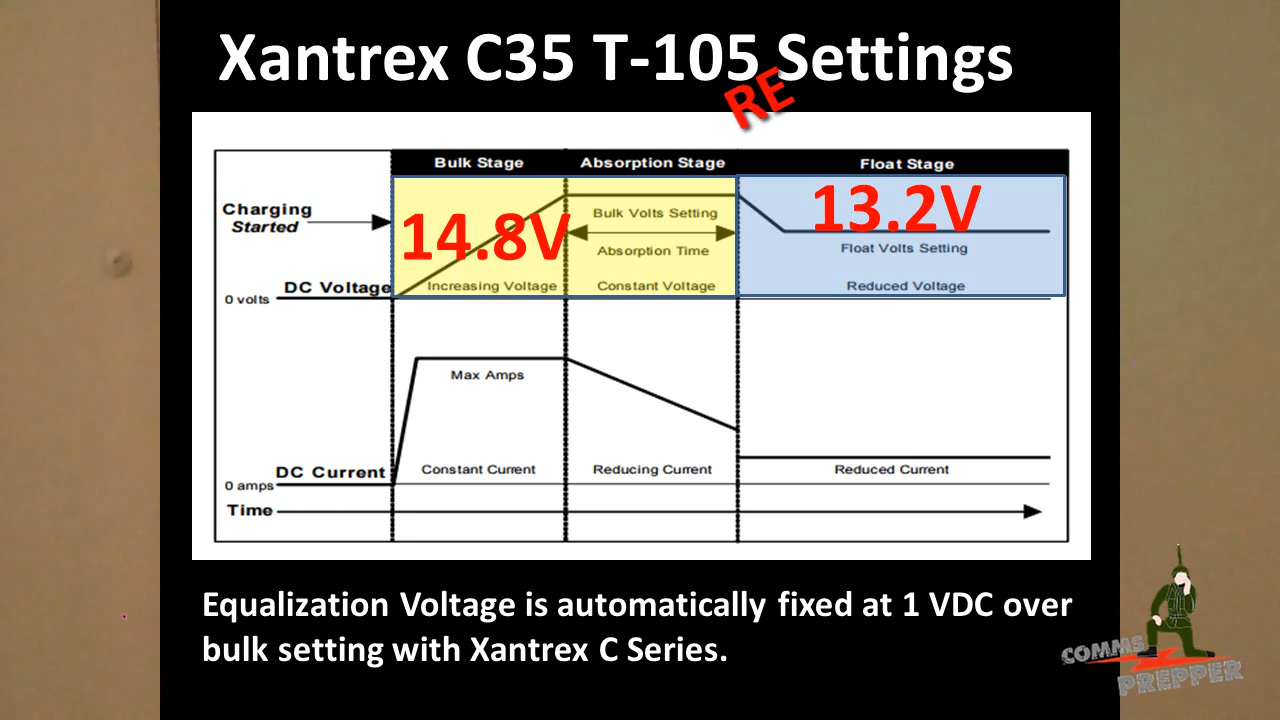 Xantrex C35 T-105 Settings
RE
Bulk Stage
Absorption Stage
Float Stage
Charging
Started
14.8V
13.2V
Bulk Volts Setting
Absorption Time
Float Volts Setting
DC Voltage
Increasing Voltage
Constant Voltage
Reduced Voltage
0 volts
Max Amps
DC Current
Constant Current
Reducing Current
Reduced Current
0 amps
Time
Equalization Voltage is automatically fixed at 1 VDC over
bulk setting with Xantrex C Series.
COMMS
PREPPER